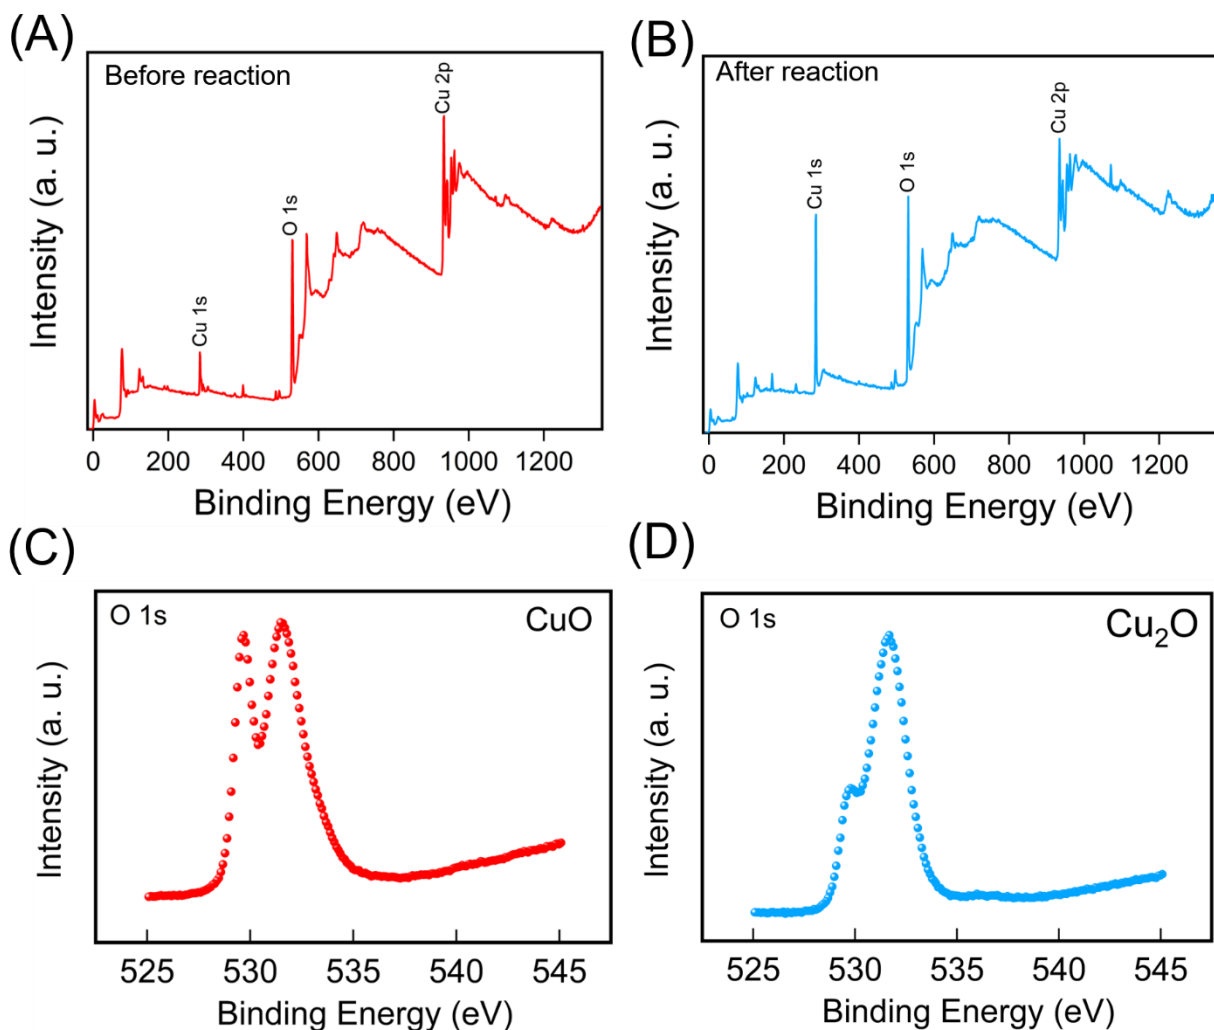 (A)
Before reaction
Cu 1s
O 1s
Cu 2p
Intensity (a. u.)
0 200 400 600 800 1000 1200
Binding Energy (eV)
(B)
After reaction
Cu 1s
O 1s
Cu 2p
Intensity (a. u.)
0 200 400 600 800 1000 1200
Binding Energy (eV)
(C)
O 1s
CuO
Intensity (a. u.)
525 530 535 540 545
Binding Energy (eV)
(D)
O 1s
Cu₂O
Intensity (a. u.)
525 530 535 540 545
Binding Energy (eV)